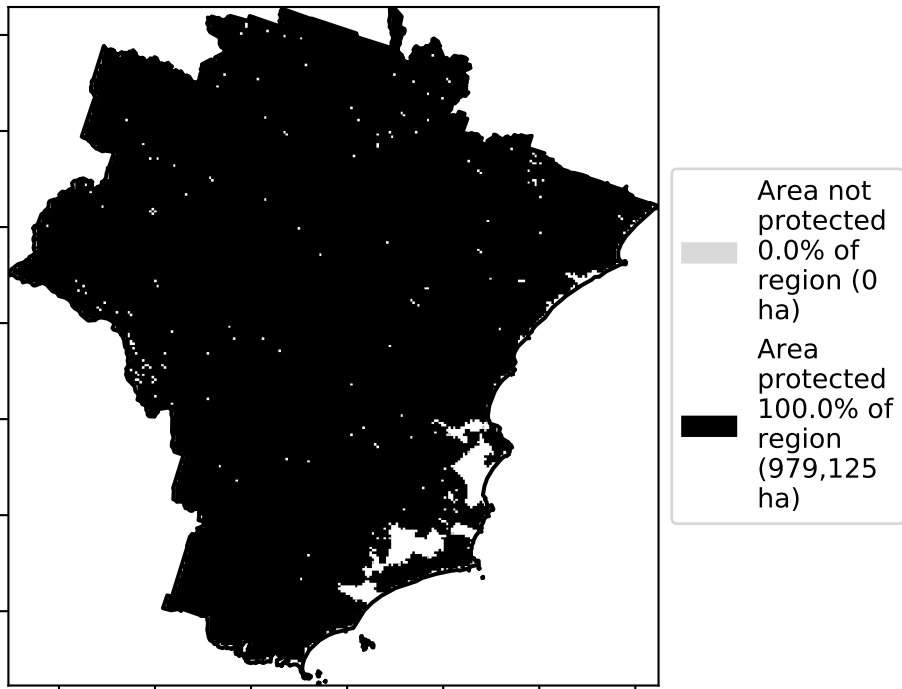 Area not
protected
0.0% of
region (0
ha)
Area
protected
100.0% of
region
(979,125
ha)